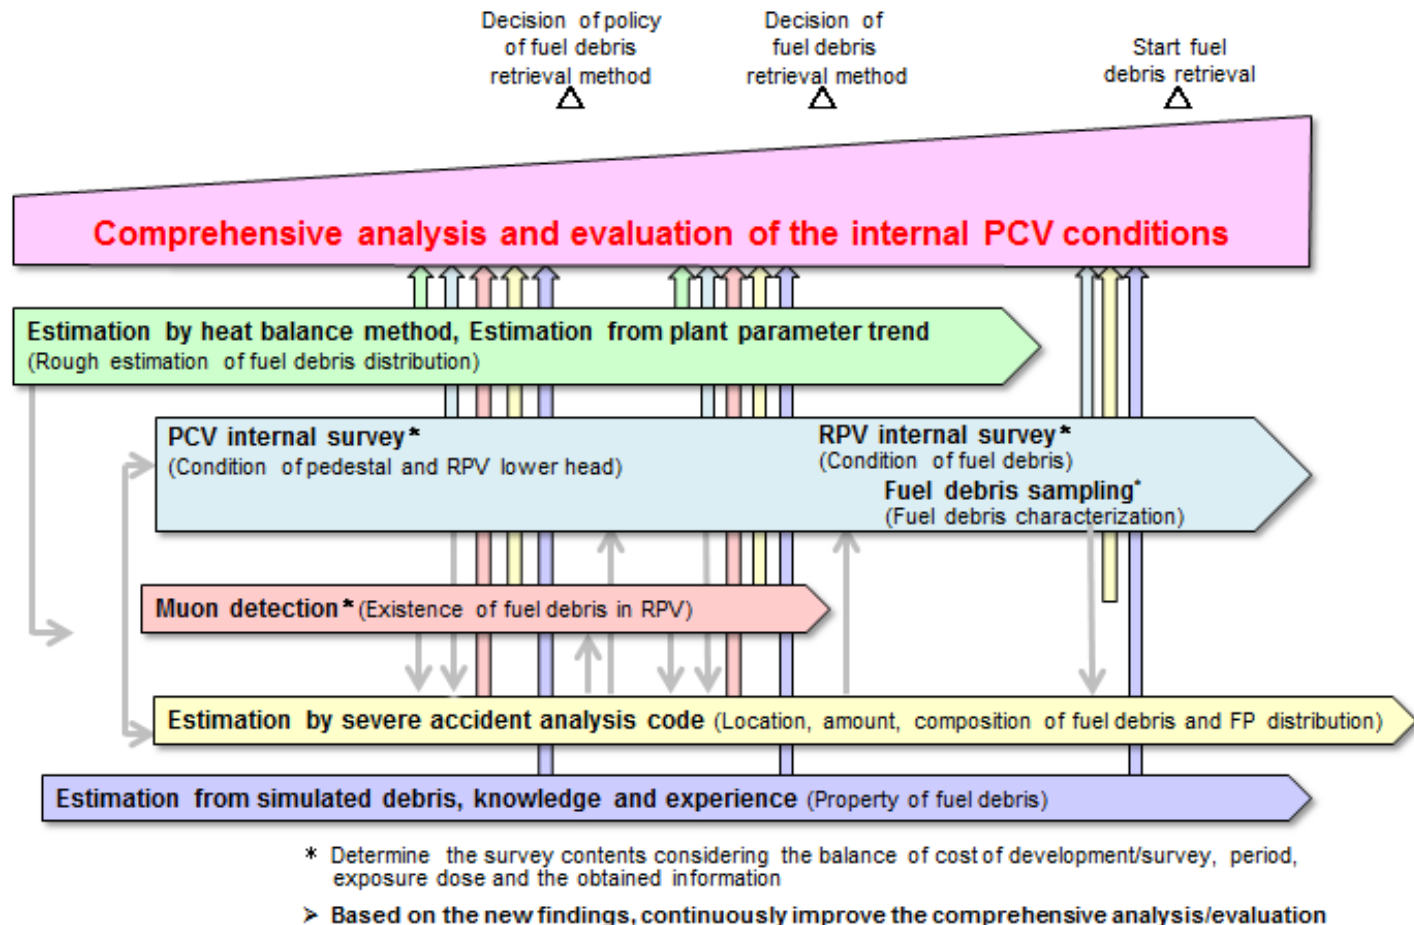 Decision of policy
of fuel debris
retrieval method
Decision of
fuel debris
retrieval method
Start fuel
debris retrieval
Comprehensive analysis and evaluation of the internal PCV conditions
Estimation by heat balance method, Estimation from plant parameter trend
(Rough estimation of fuel debris distribution)
PCV internal survey*
(Condition of pedestal and RPV lower head)
RPV internal survey*
(Condition of fuel debris)
Fuel debris sampling*
(Fuel debris characterization)
Muon detection* (Existence of fuel debris in RPV)
Estimation by severe accident analysis code (Location, amount, composition of fuel debris and FP distribution)
Estimation from simulated debris, knowledge and experience (Property of fuel debris)
* Determine the survey contents considering the balance of cost of development/survey, period,
exposure dose and the obtained information
➢ Based on the new findings, continuously improve the comprehensive analysis/evaluation